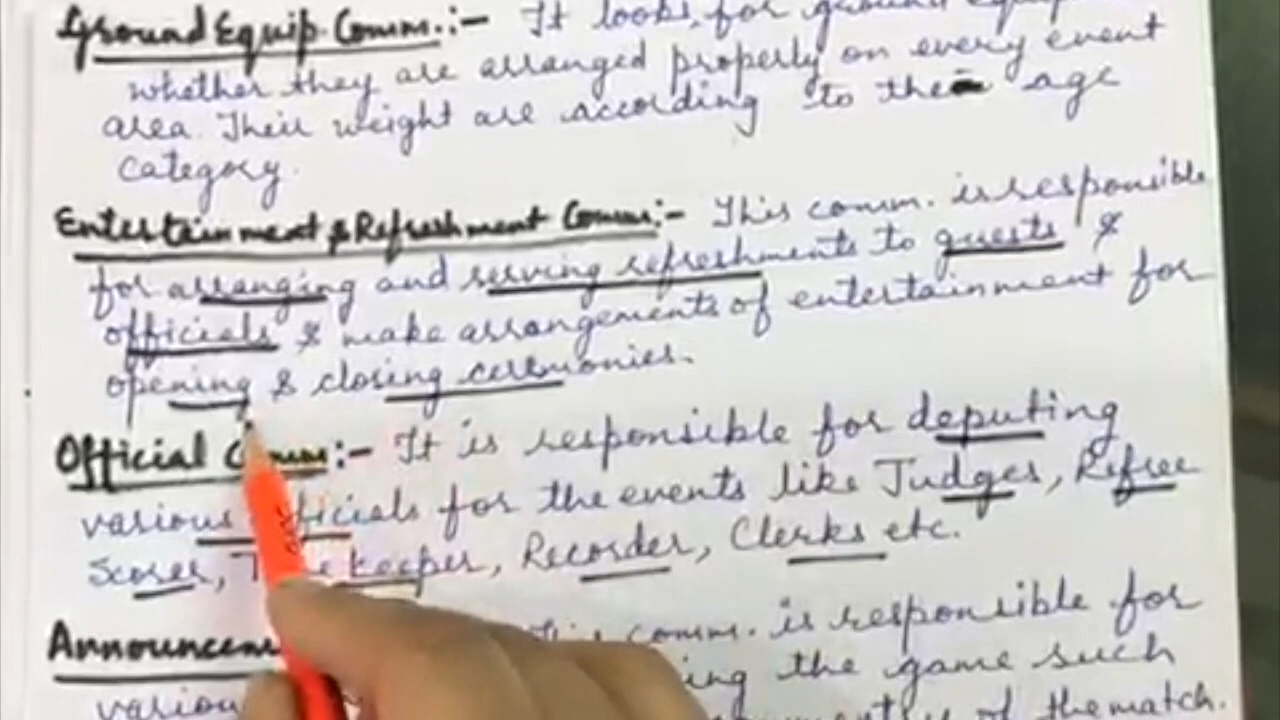 Ground Equip. Comm.:- It looks for ground
whether they are arranged properly on every event
area. Their weight are according to the age
category.
Entertainment & Refreshment Comm:- This comm. is responsible
for arranging and serving refreshments to guests &
officials & make arrangements of entertainment for
opening & closing ceremonies.
Official Comm:- It is responsible for deputing
various officials for the events like Judges, Refree
Scorer, keeper, Recorder, Clerks etc.
comm. is responsible for
the game such
of the match.